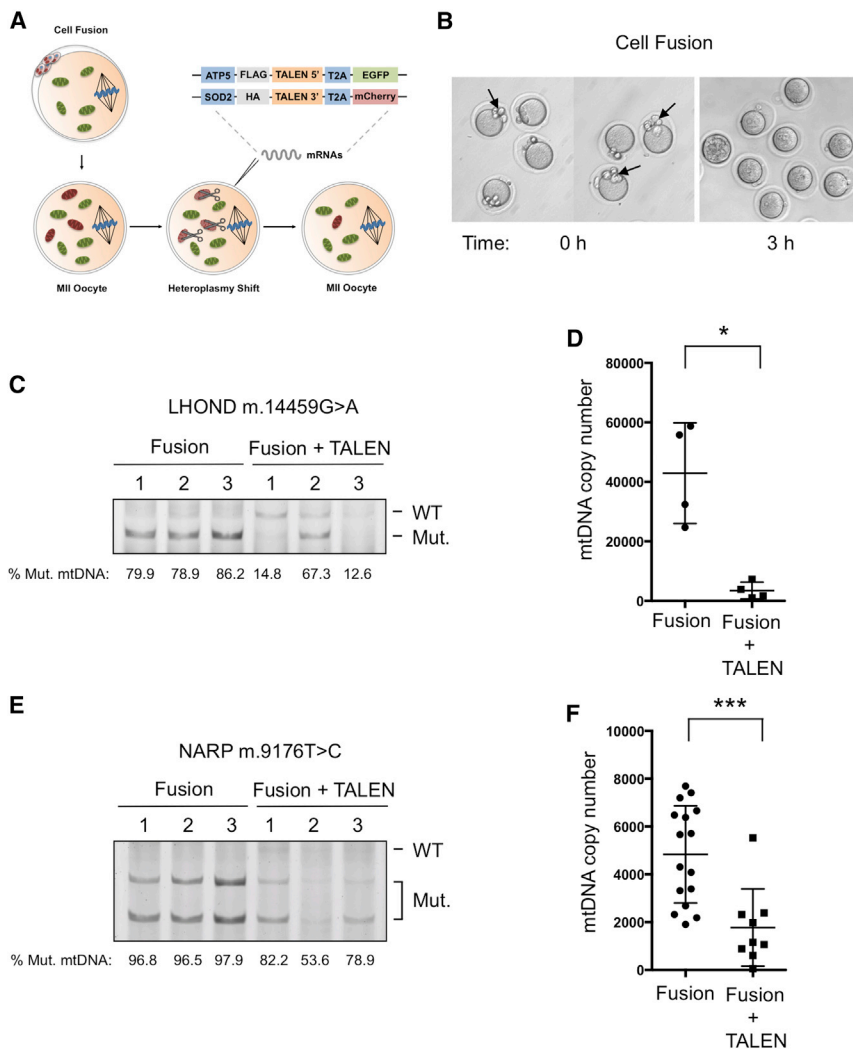 A
Cell Fusion
ATP5 FLAG TALEN 5' T2A EGFP
SOD2 HA TALEN 3' T2A mCherry
mRNAs
MII Oocyte Heteroplasmy Shift MII Oocyte
B
Cell Fusion
Time: 0 h 3 h
C
LHOND m.14459G>A
Fusion Fusion + TALEN
1 2 3 1 2 3
WT
Mut.
% Mut. mtDNA: 79.9 78.9 86.2 14.8 67.3 12.6
D
*
mtDNA copy number
80000
60000
40000
20000
0
Fusion Fusion
+
TALEN
E
NARP m.9176T>C
Fusion Fusion + TALEN
1 2 3 1 2 3
WT
Mut.
% Mut. mtDNA: 96.8 96.5 97.9 82.2 53.6 78.9
F
***
mtDNA copy number
10000
8000
6000
4000
2000
0
Fusion Fusion
+
TALEN